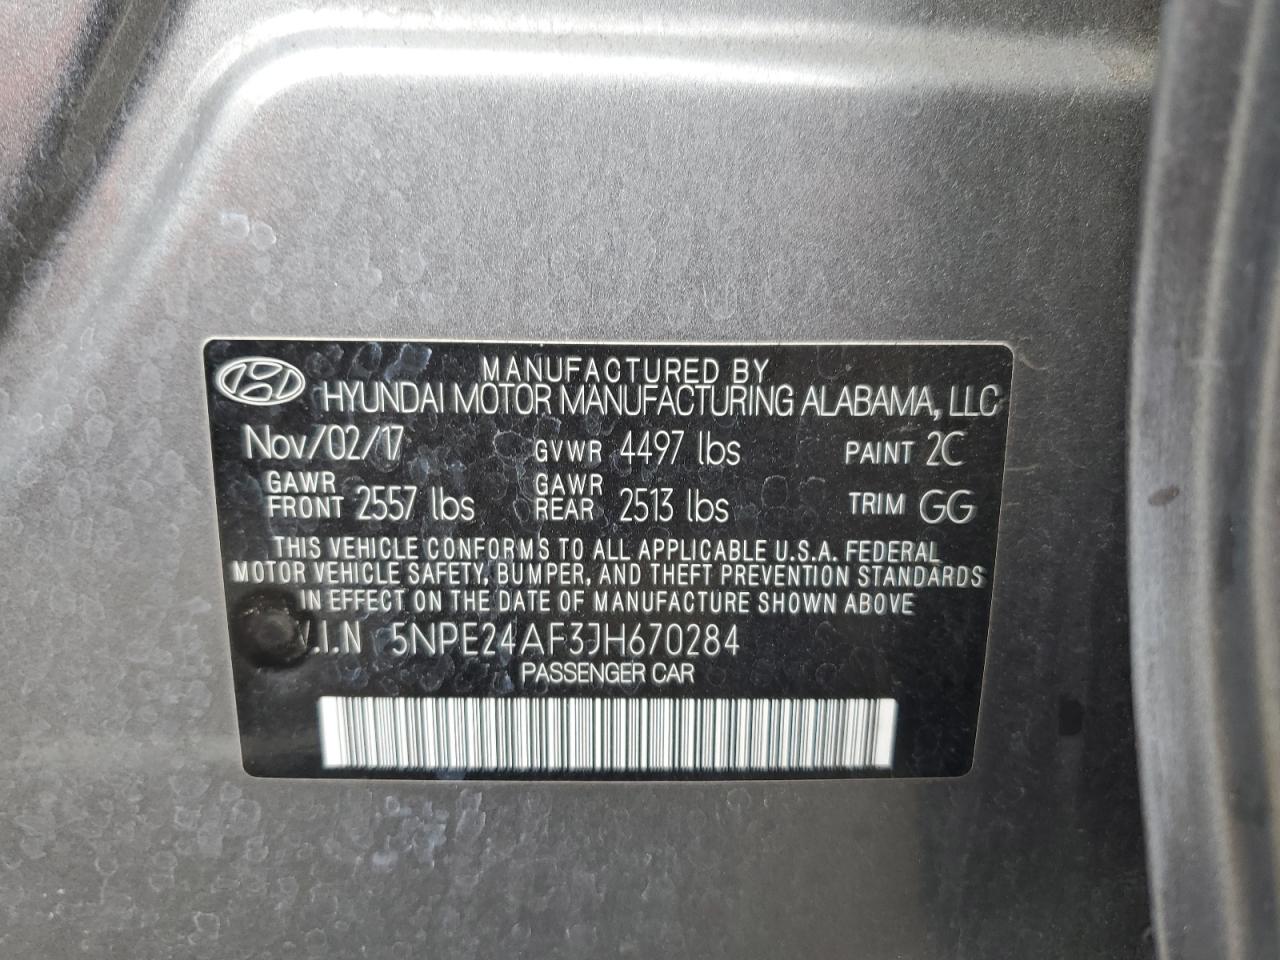 MANUFACTURED BY
HYUNDAI MOTOR MANUFACTURING ALABAMA, LLC
Nov/02/17 GVWR 4497 lbs PAINT 2C
GAWR FRONT 2557 lbs GAWR REAR 2513 lbs TRIM GG
THIS VEHICLE CONFORMS TO ALL APPLICABLE U.S.A. FEDERAL
MOTOR VEHICLE SAFETY, BUMPER, AND THEFT PREVENTION STANDARDS
IN EFFECT ON THE DATE OF MANUFACTURE SHOWN ABOVE
V.I.N 5NPE24AF3JH670284
PASSENGER CAR